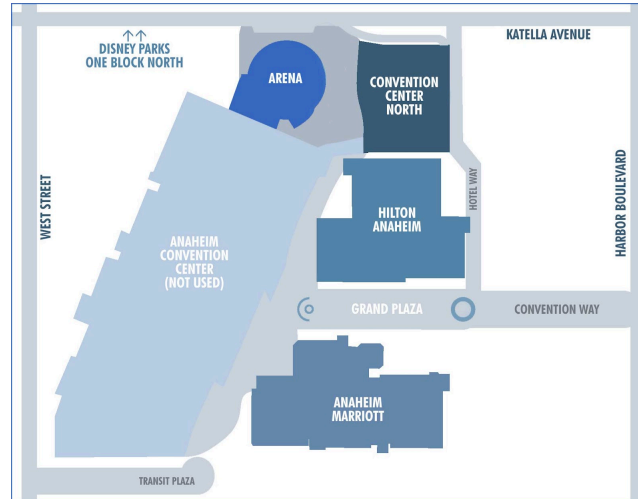 KATELLA AVENUE
DISNEY PARKS
ONE BLOCK NORTH
ARENA
CONVENTION
CENTER
NORTH
WEST STREET
HOTEL WAY
HARBOR BOULEVARD
HILTON
ANAHEIM
ANAHEIM
CONVENTION
CENTER
(NOT USED)
GRAND PLAZA
CONVENTION WAY
ANAHEIM
MARRIOTT
TRANSIT PLAZA